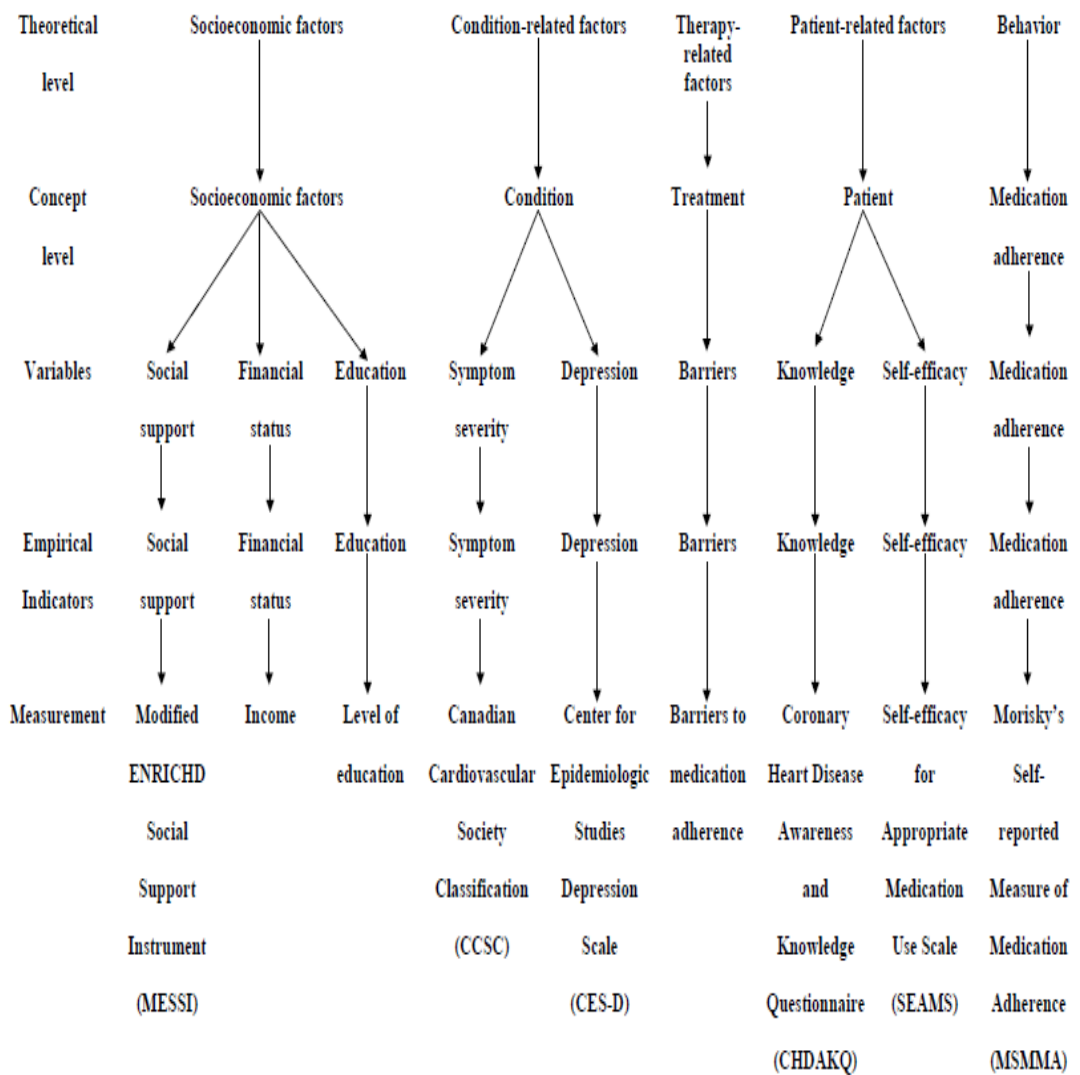 Theoretical Socioeconomic factors Condition-related factors Therapy- Patient-related factors Behavior
related
level factors
Concept Socioeconomic factors Condition Treatment Patient Medication
level adherence
Variables Social Financial Education Symptom Depression Barriers Knowledge Self-efficacy Medication
support status severity adherence
Empirical Social Financial Education Symptom Depression Barriers Knowledge Self-efficacy Medication
Indicators support status severity adherence
Measurement Modified Income Level of Canadian Center for Barriers to Coronary Self-efficacy Morisky's
ENRICHD education Cardiovascular Epidemiologic medication Heart Disease for Self-
Social Society Studies adherence Awareness Appropriate reported
Support Classification Depression and Medication Measure of
Instrument (CCSC) Scale Knowledge Use Scale Medication
(MESSI) (CES-D) Questionnaire (SEAMS) Adherence
(CHDAKQ) (MSMMA)